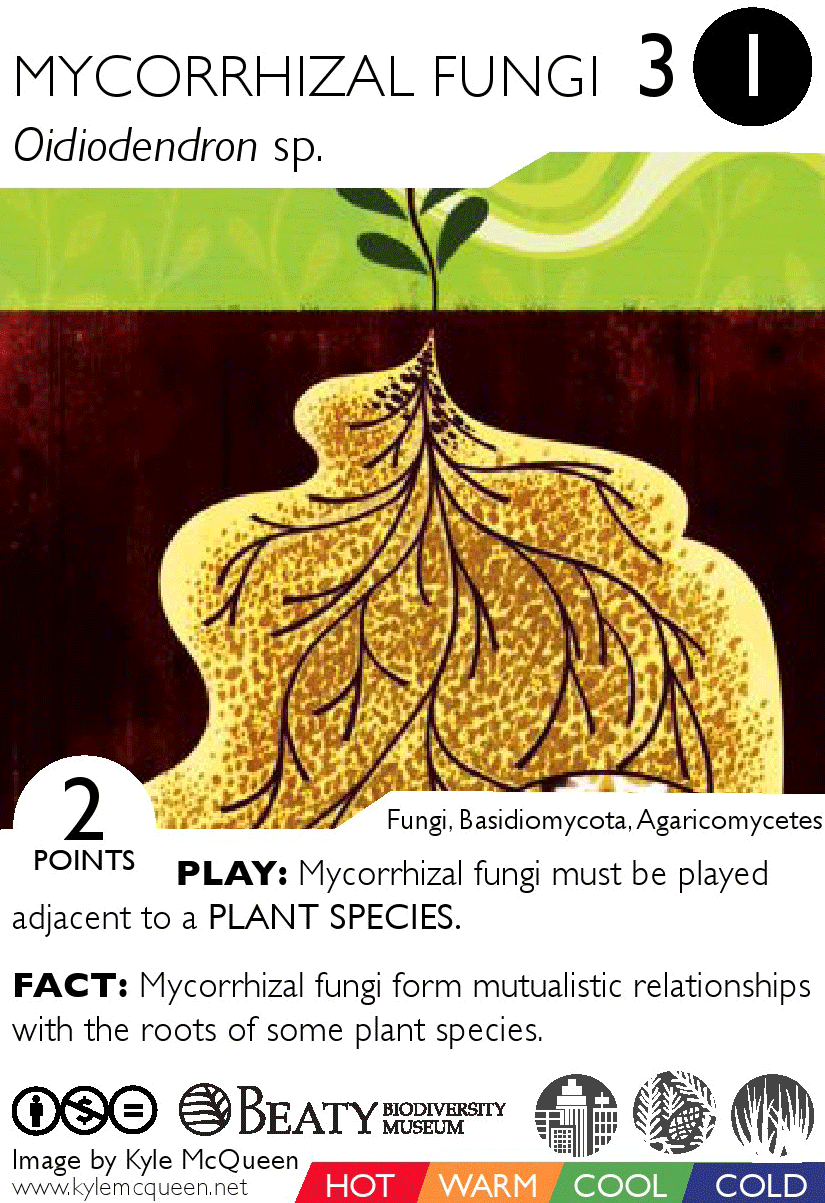 MYCORRHIZAL FUNGI 3 1
Oidiodendron sp.
2
POINTS
Fungi, Basidiomycota, Agaricomycetes
PLAY: Mycorrhizal fungi must be played
adjacent to a PLANT SPECIES.
FACT: Mycorrhizal fungi form mutualistic relationships
with the roots of some plant species.
BEATY BIODIVERSITY
MUSEUM
Image by Kyle McQueen
www.kylemcqueen.net
HOT WARM COOL COLD